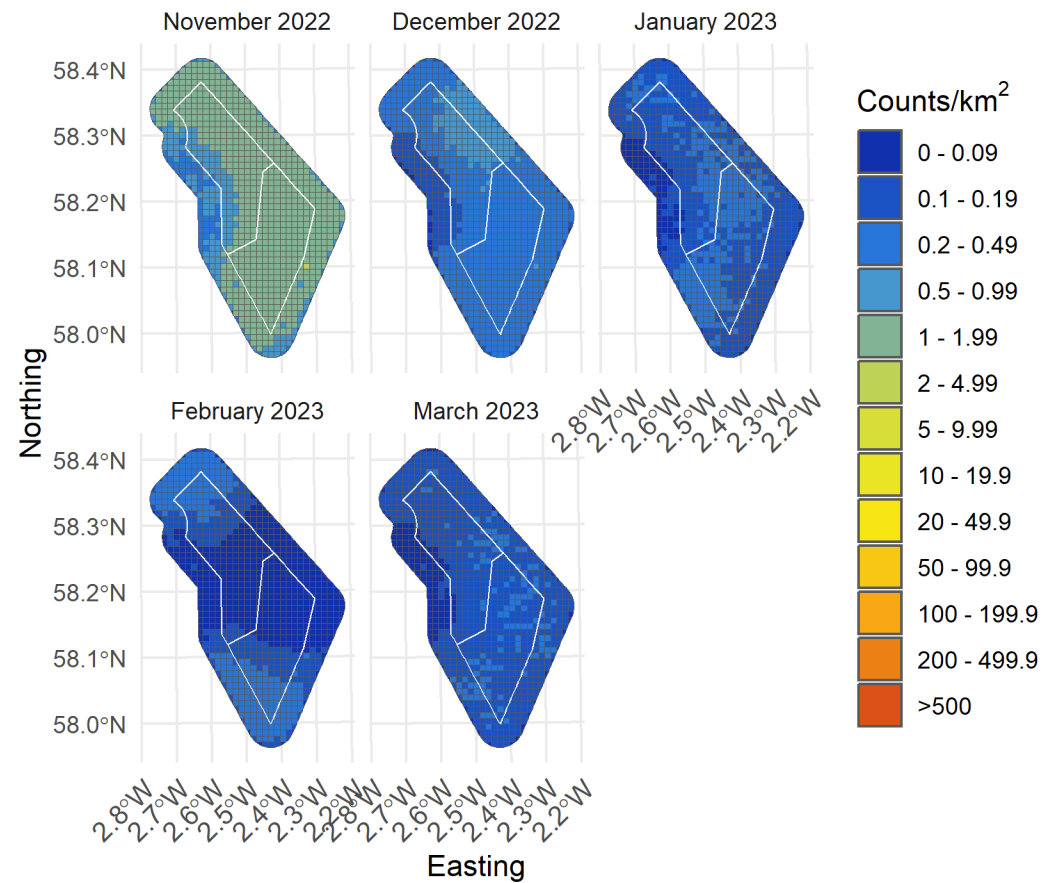 November 2022
December 2022
January 2023
58.4°N
58.3°N
58.2°N
58.1°N
58.0°N
2.8°W
2.7°W
2.6°W
2.5°W
2.4°W
2.3°W
2.2°W
February 2023
March 2023
58.4°N
58.3°N
58.2°N
58.1°N
58.0°N
2.8°W
2.7°W
2.6°W
2.5°W
2.4°W
2.3°W
2.2°W
2.8°W
2.7°W
2.6°W
2.5°W
2.4°W
2.3°W
2.2°W
Northing
Easting
Counts/km²
0 - 0.09
0.1 - 0.19
0.2 - 0.49
0.5 - 0.99
1 - 1.99
2 - 4.99
5 - 9.99
10 - 19.9
20 - 49.9
50 - 99.9
100 - 199.9
200 - 499.9
>500